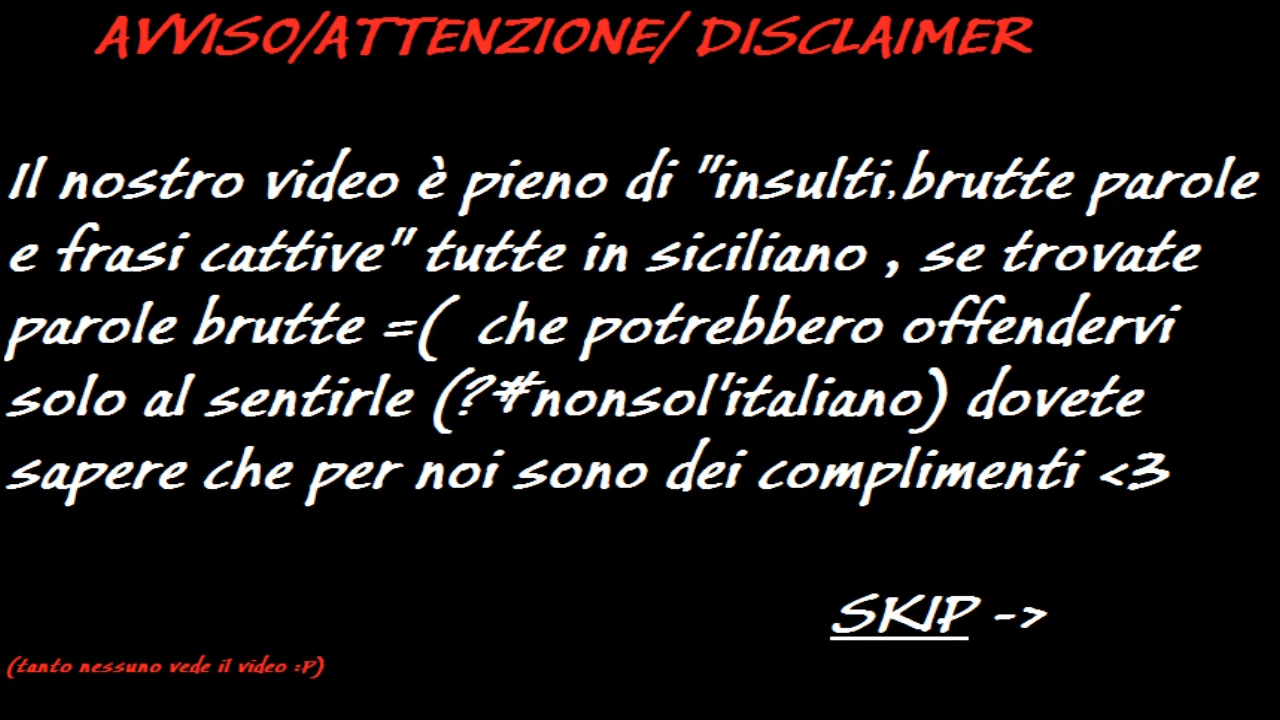 AVVISO/ATTENZIONE/ DISCLAIMER
Il nostro video è pieno di "insulti,brutte parole
e frasi cattive" tutte in siciliano , se trovate
parole brutte =( che potrebbero offendervi
solo al sentirle (?#nonsol'italiano) dovete
sapere che per noi sono dei complimenti <3
SKIP ->
(tanto nessuno vede il video :P)